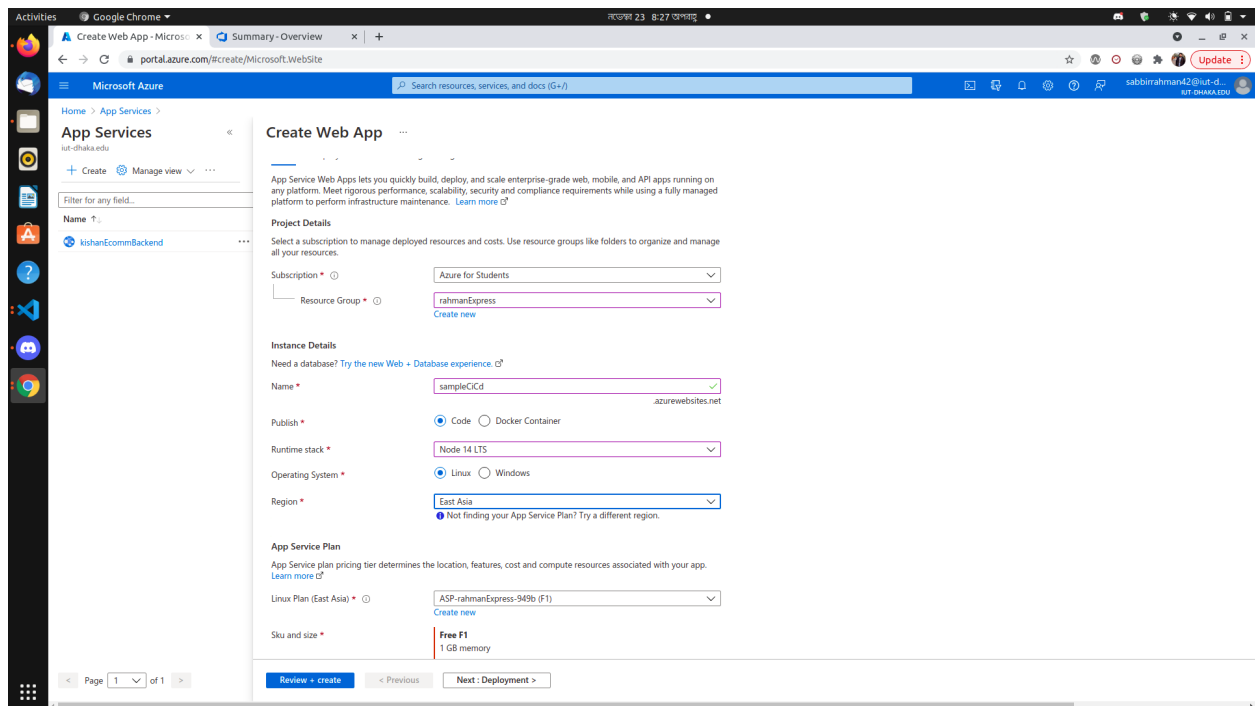 Activities
Google Chrome
নভেম্বর 23 8:27 অপরাহ্ণ
Create Web App - Microso
Summary - Overview
portal.azure.com/#create/Microsoft.WebSite
Update
Microsoft Azure
Search resources, services, and docs (G+/)
sabbirrahman42@iut-d...
IUT-DHAKA.EDU
Home > App Services >
App Services
iut-dhaka.edu
Create
Manage view
Filter for any field...
Name
kishanEcommBackend
Page 1 of 1
Create Web App
App Service Web Apps lets you quickly build, deploy, and scale enterprise-grade web, mobile, and API apps running on
any platform. Meet rigorous performance, scalability, security and compliance requirements while using a fully managed
platform to perform infrastructure maintenance. Learn more
Project Details
Select a subscription to manage deployed resources and costs. Use resource groups like folders to organize and manage
all your resources.
Subscription * Azure for Students
Resource Group * rahmanExpress
Create new
Instance Details
Need a database? Try the new Web + Database experience.
Name * sampleCiCd
.azurewebsites.net
Publish * Code Docker Container
Runtime stack * Node 14 LTS
Operating System * Linux Windows
Region * East Asia
Not finding your App Service Plan? Try a different region.
App Service Plan
App Service plan pricing tier determines the location, features, cost and compute resources associated with your app.
Learn more
Linux Plan (East Asia) * ASP-rahmanExpress-949b (F1)
Create new
Sku and size * Free F1
1 GB memory
Review + create
< Previous
Next : Deployment >